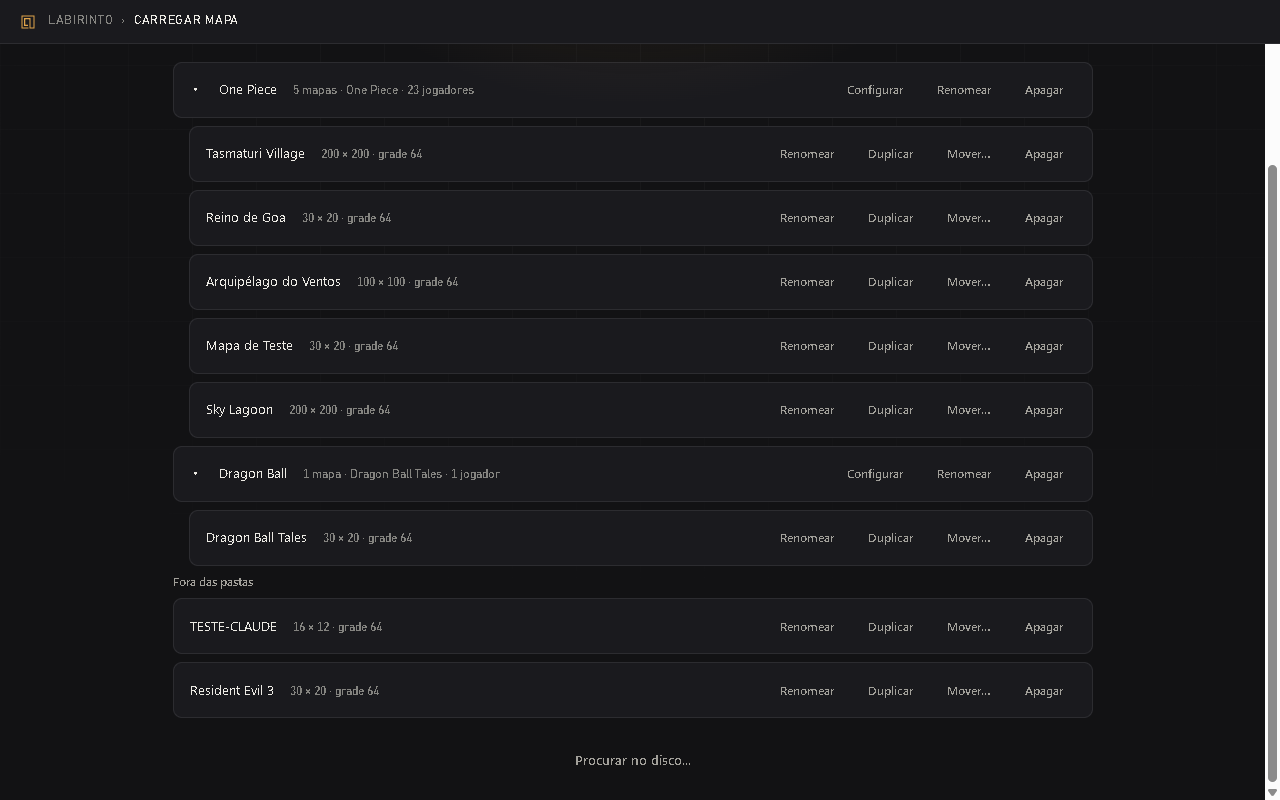 LABIRINTO › CARREGAR MAPA
One Piece 5 mapas · One Piece · 23 jogadores Configurar Renomear Apagar
Tasmaturi Village 200 × 200 · grade 64 Renomear Duplicar Mover... Apagar
Reino de Goa 30 × 20 · grade 64 Renomear Duplicar Mover... Apagar
Arquipélago do Ventos 100 × 100 · grade 64 Renomear Duplicar Mover... Apagar
Mapa de Teste 30 × 20 · grade 64 Renomear Duplicar Mover... Apagar
Sky Lagoon 200 × 200 · grade 64 Renomear Duplicar Mover... Apagar
Dragon Ball 1 mapa · Dragon Ball Tales · 1 jogador Configurar Renomear Apagar
Dragon Ball Tales 30 × 20 · grade 64 Renomear Duplicar Mover... Apagar
Fora das pastas
TESTE-CLAUDE 16 × 12 · grade 64 Renomear Duplicar Mover... Apagar
Resident Evil 3 30 × 20 · grade 64 Renomear Duplicar Mover... Apagar
Procurar no disco...